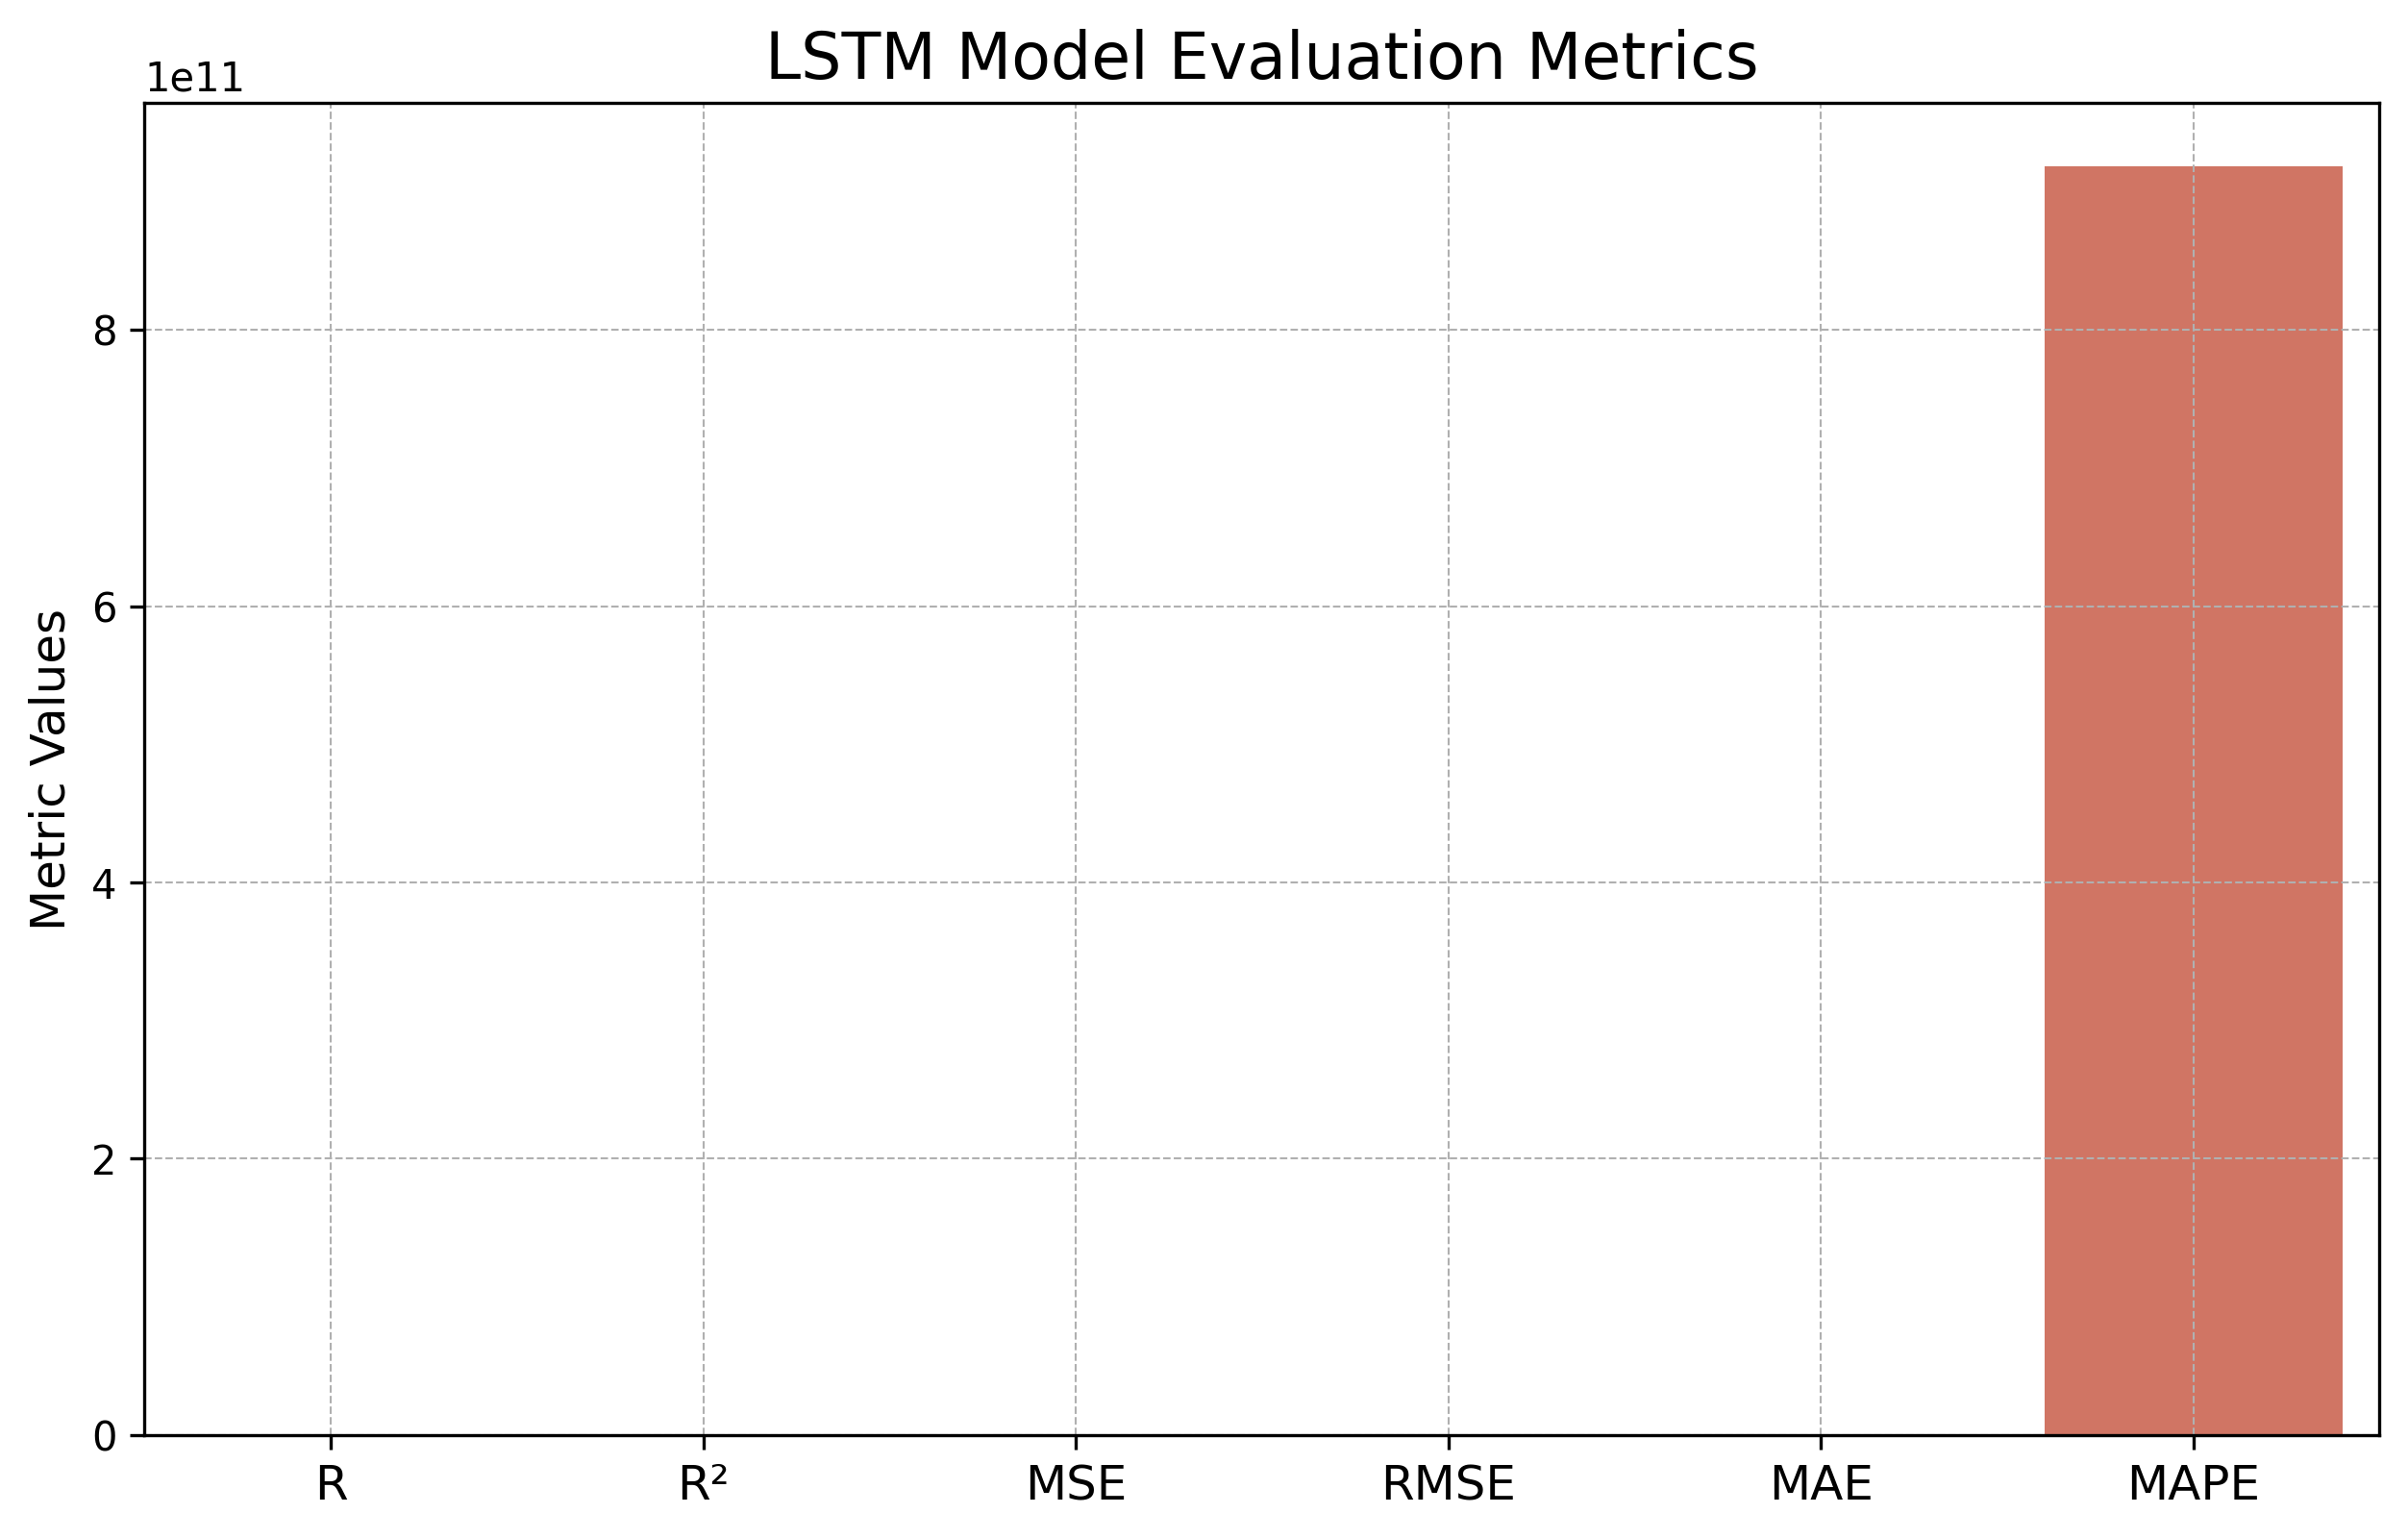 LSTM Model Evaluation Metrics
1e11
Metric Values
8
6
4
2
0
R R² MSE RMSE MAE MAPE